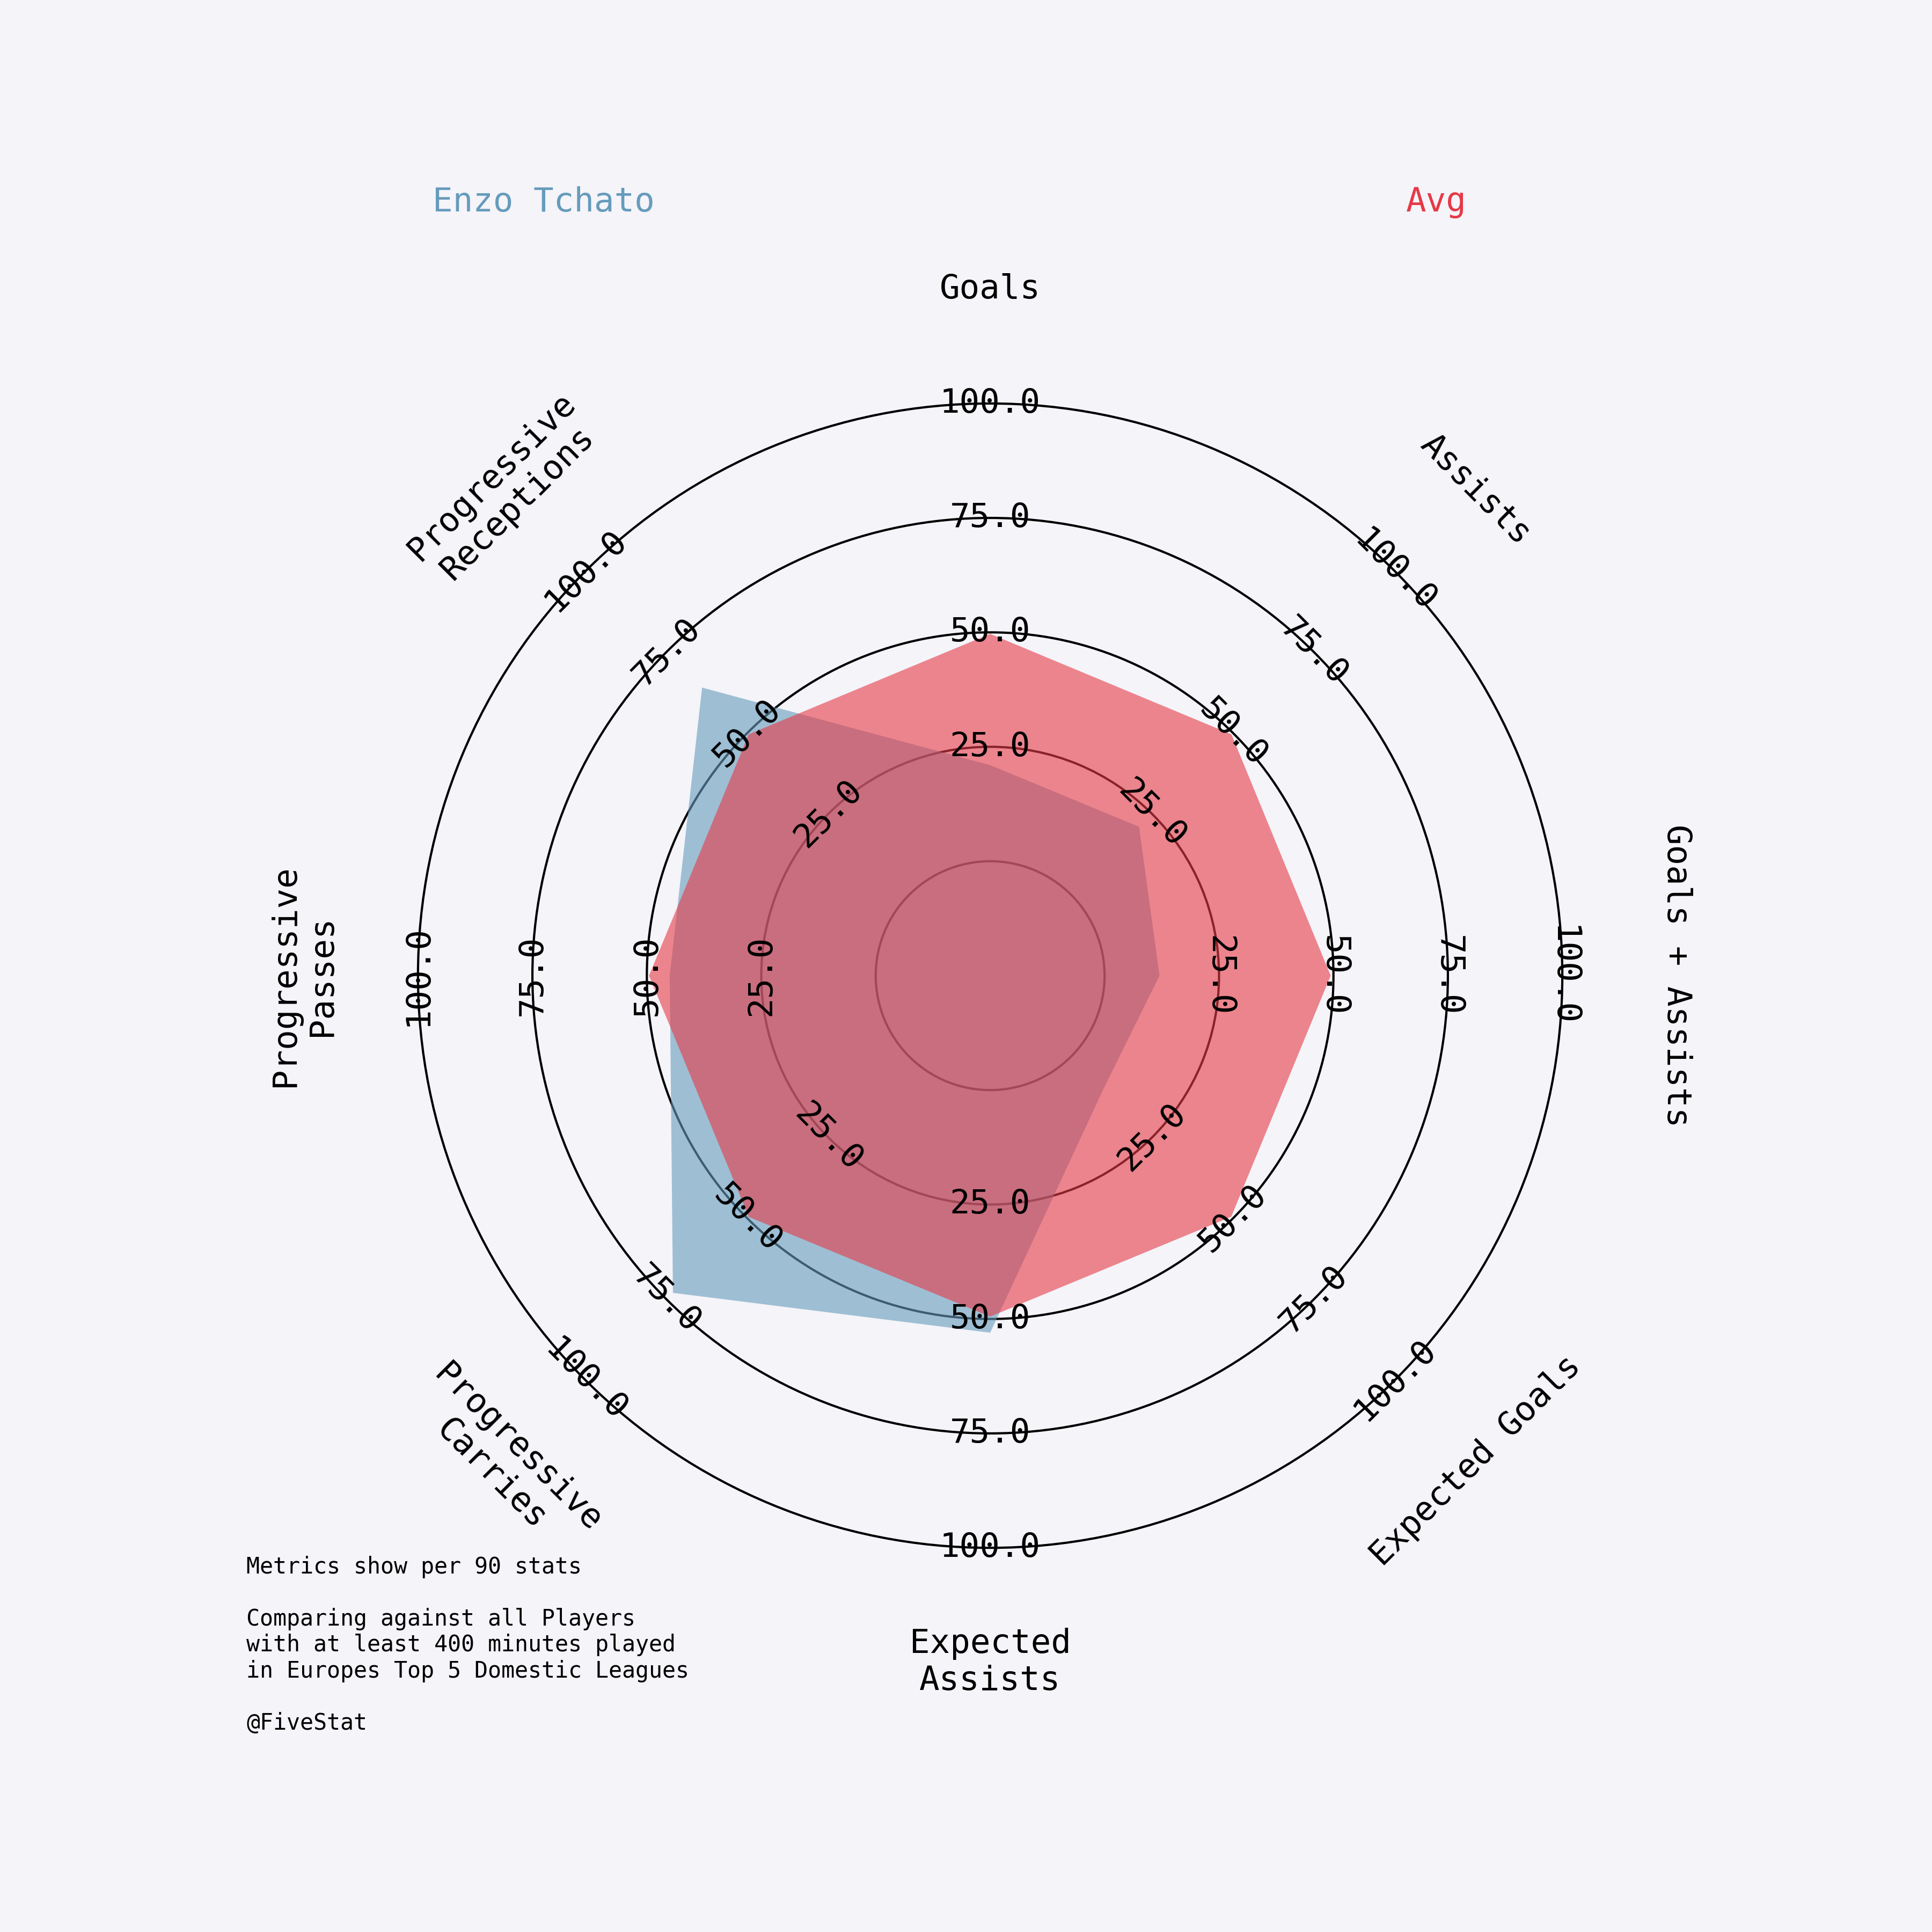 Enzo Tchato
Avg
Goals
Assists
Goals + Assists
Expected Goals
Expected
Assists
Progressive
Carries
Progressive
Passes
Progressive
Receptions
25.0
50.0
75.0
100.0
25.0
50.0
75.0
100.0
25.0
50.0
75.0
100.0
25.0
50.0
75.0
100.0
25.0
50.0
75.0
100.0
25.0
50.0
75.0
100.0
25.0
50.0
75.0
100.0
25.0
50.0
75.0
100.0
Metrics show per 90 stats
Comparing against all Players
with at least 400 minutes played
in Europes Top 5 Domestic Leagues
@FiveStat